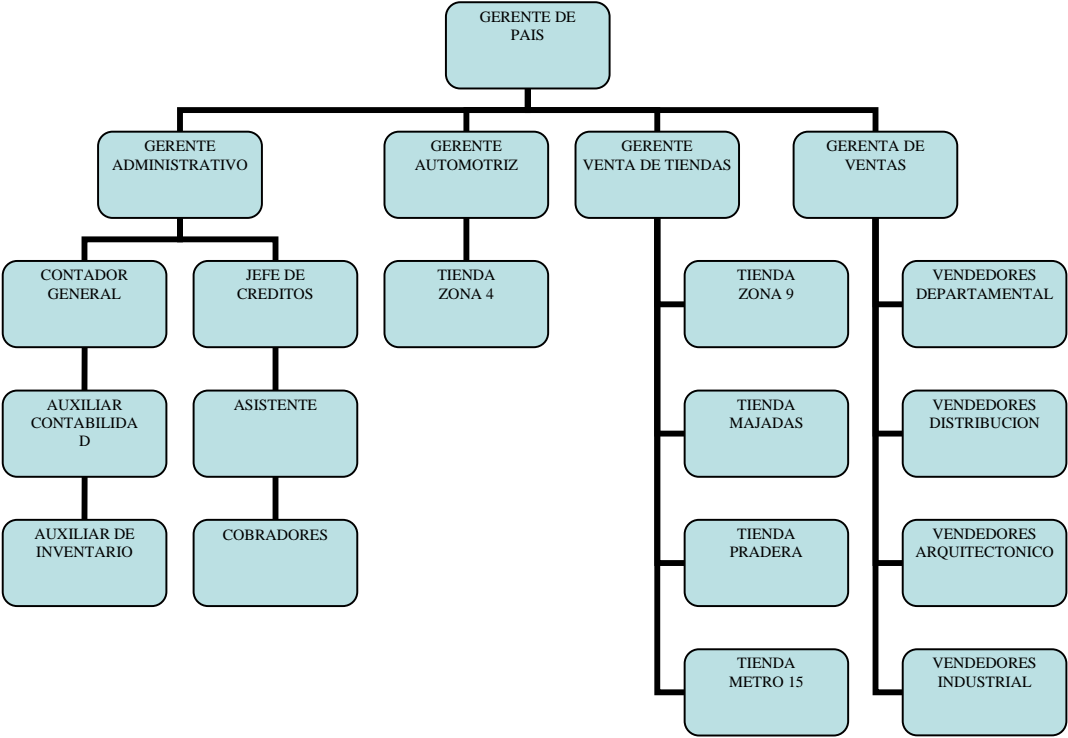 GERENTE DE
PAIS
GERENTE
ADMINISTRATIVO
GERENTE
AUTOMOTRIZ
GERENTE
VENTA DE TIENDAS
GERENTA DE
VENTAS
CONTADOR
GENERAL
JEFE DE
CREDITOS
TIENDA
ZONA 4
TIENDA
ZONA 9
VENDEDORES
DEPARTAMENTAL
AUXILIAR
CONTABILIDA
D
ASISTENTE
TIENDA
MAJADAS
VENDEDORES
DISTRIBUCION
AUXILIAR DE
INVENTARIO
COBRADORES
TIENDA
PRADERA
VENDEDORES
ARQUITECTONICO
TIENDA
METRO 15
VENDEDORES
INDUSTRIAL